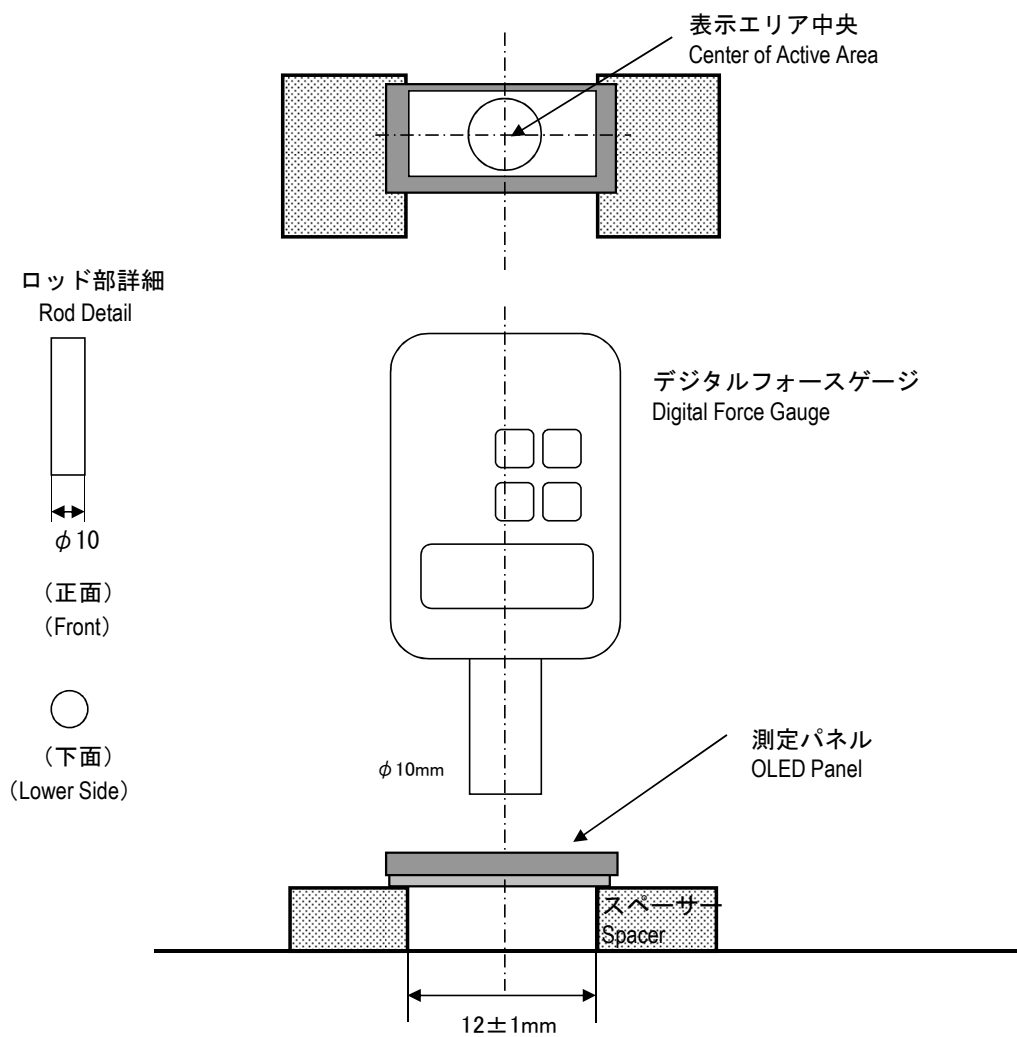 表示エリア中央
Center of Active Area
ロッド部詳細
Rod Detail
デジタルフォースゲージ
Digital Force Gauge
φ10
（正面）
（Front）
（下面）
（Lower Side）
測定パネル
OLED Panel
φ10mm
スペーサー
Spacer
12±1mm